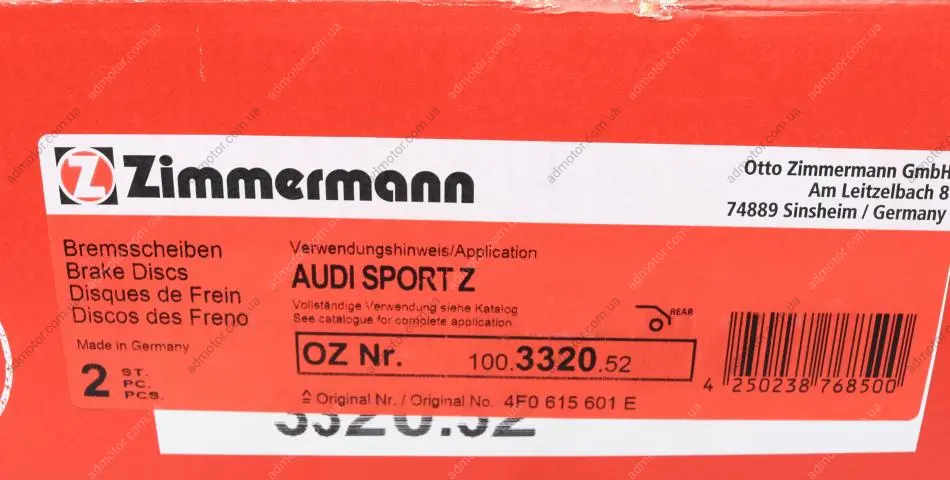 Zimmermann
Otto Zimmermann GmbH
Am Leitzelbach 8
74889 Sinsheim / Germany
Bremsscheiben
Brake Discs
Disques de Frein
Discos des Freno
Made in Germany
2 ST.
PC.
PCS.
Verwendungshinweis/Application
AUDI SPORT Z
Vollständige Verwendung siehe Katalog
See catalogue for complete application
REAR
OZ Nr. 100.3320.52
≙ Original Nr. / Original No. 4F0 615 601 E
4 250238 768500
3320.52
admotor.com.ua